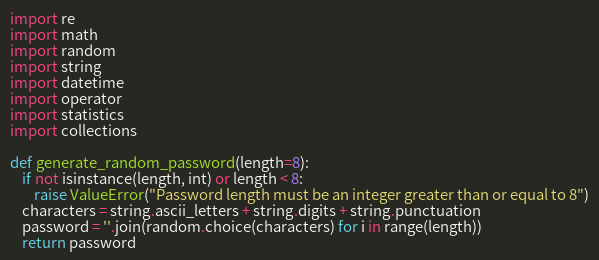 import re
import math
import random
import string
import datetime
import operator
import statistics
import collections

def generate_random_password(length=8):
    if not isinstance(length, int) or length < 8:
        raise ValueError("Password length must be an integer greater than or equal to 8")
    characters = string.ascii_letters + string.digits + string.punctuation
    password = ''.join(random.choice(characters) for i in range(length))
    return password